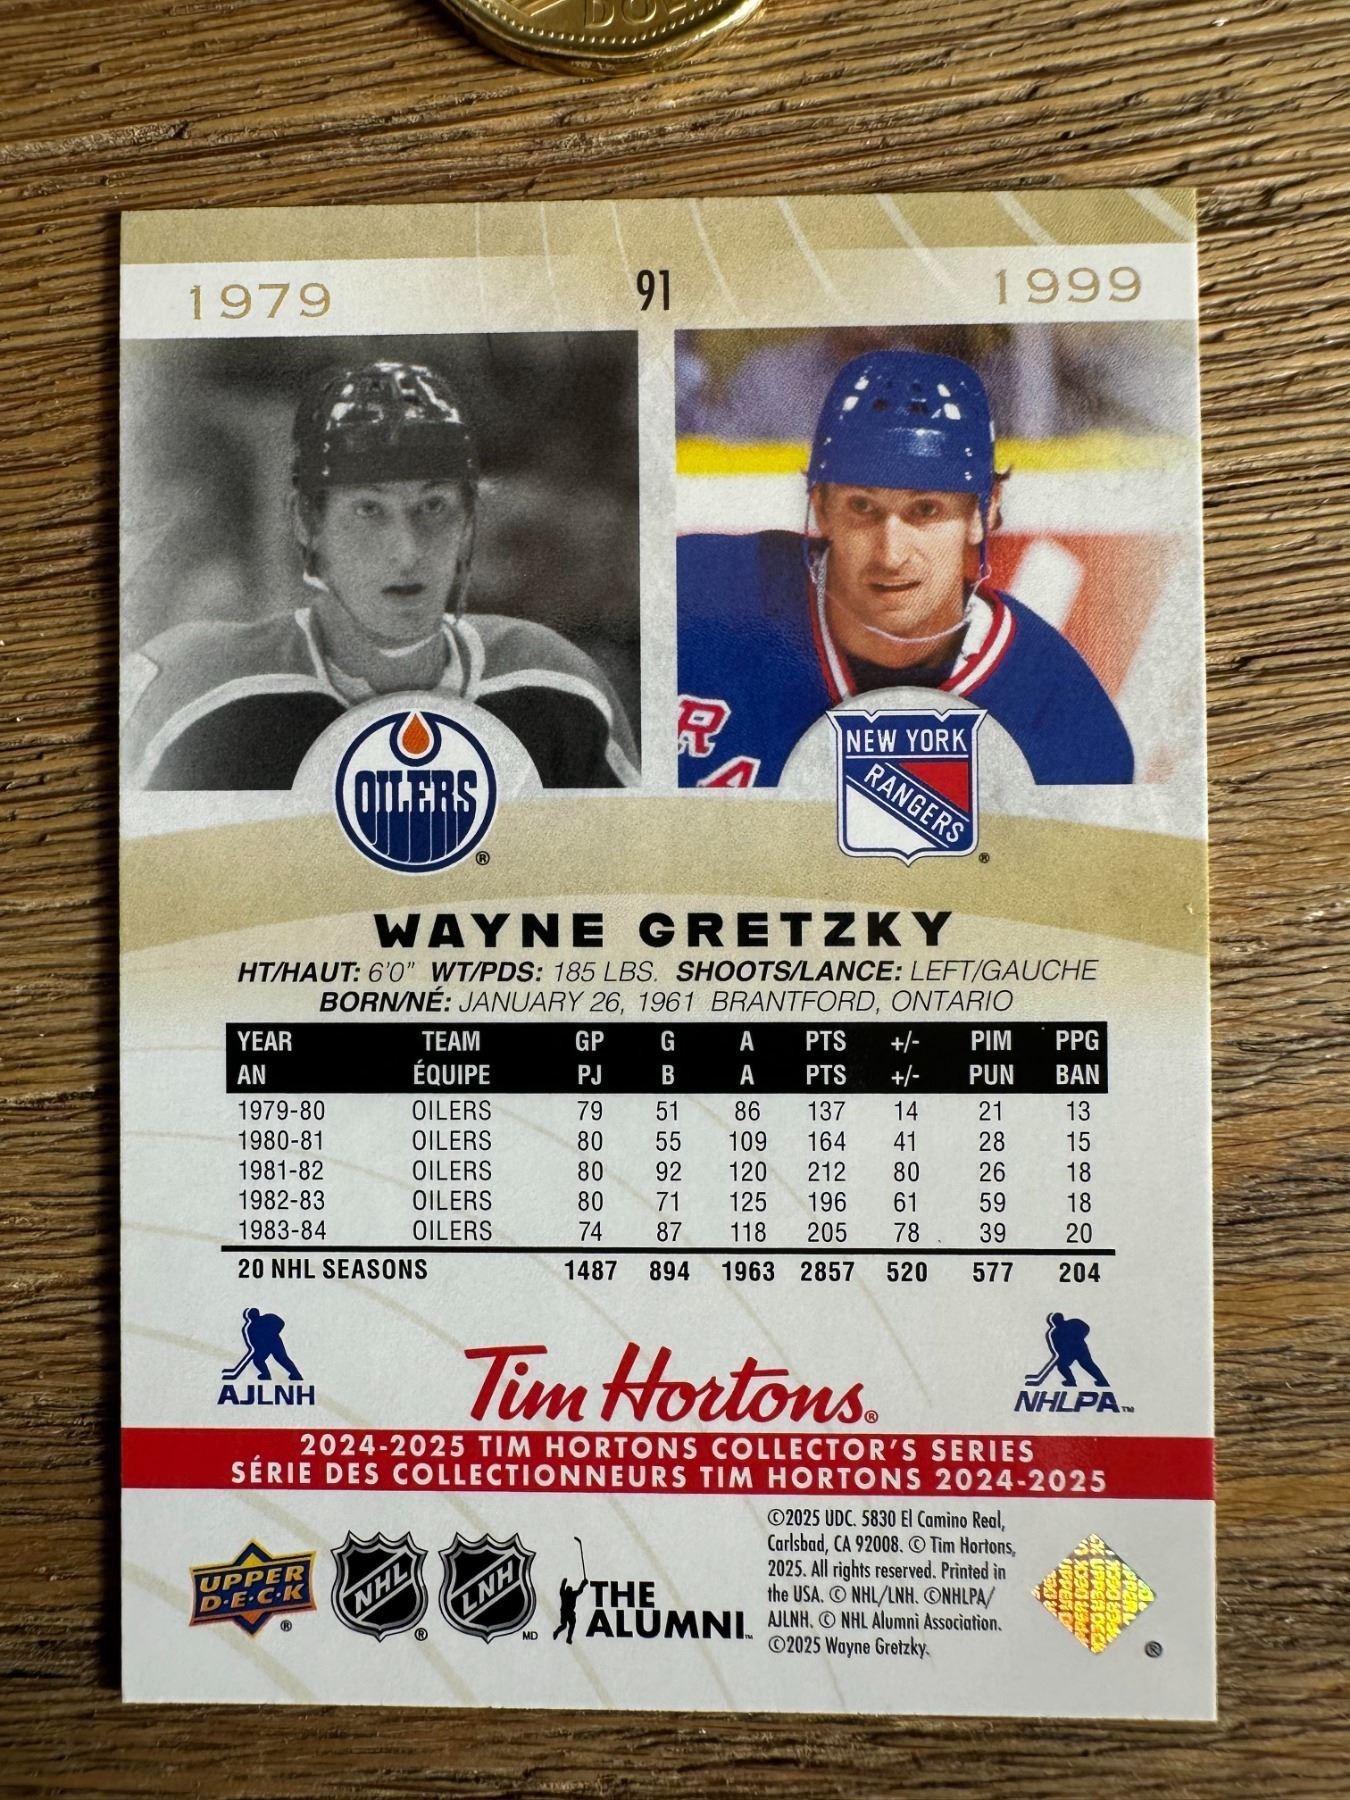 DO
1979 91 1999
R
A
OILERS ®
NEW YORK
RANGERS ®
WAYNE GRETZKY
HT/HAUT: 6'0" WT/PDS: 185 LBS. SHOOTS/LANCE: LEFT/GAUCHE
BORN/NÉ: JANUARY 26, 1961 BRANTFORD, ONTARIO
YEAR TEAM GP G A PTS +/- PIM PPG
AN ÉQUIPE PJ B A PTS +/- PUN BAN
1979-80 OILERS 79 51 86 137 14 21 13
1980-81 OILERS 80 55 109 164 41 28 15
1981-82 OILERS 80 92 120 212 80 26 18
1982-83 OILERS 80 71 125 196 61 59 18
1983-84 OILERS 74 87 118 205 78 39 20
20 NHL SEASONS 1487 894 1963 2857 520 577 204
AJLNH
Tim Hortons®
NHLPA™
2024-2025 TIM HORTONS COLLECTOR'S SERIES
SÉRIE DES COLLECTIONNEURS TIM HORTONS 2024-2025
UPPER
D·E·C·K ®
NHL ®
LNH MD
THE
ALUMNI™
©2025 UDC. 5830 El Camino Real,
Carlsbad, CA 92008. © Tim Hortons,
2025. All rights reserved. Printed in
the USA. © NHL/LNH. ©NHLPA/
AJLNH. © NHL Alumni Association.
©2025 Wayne Gretzky.
®